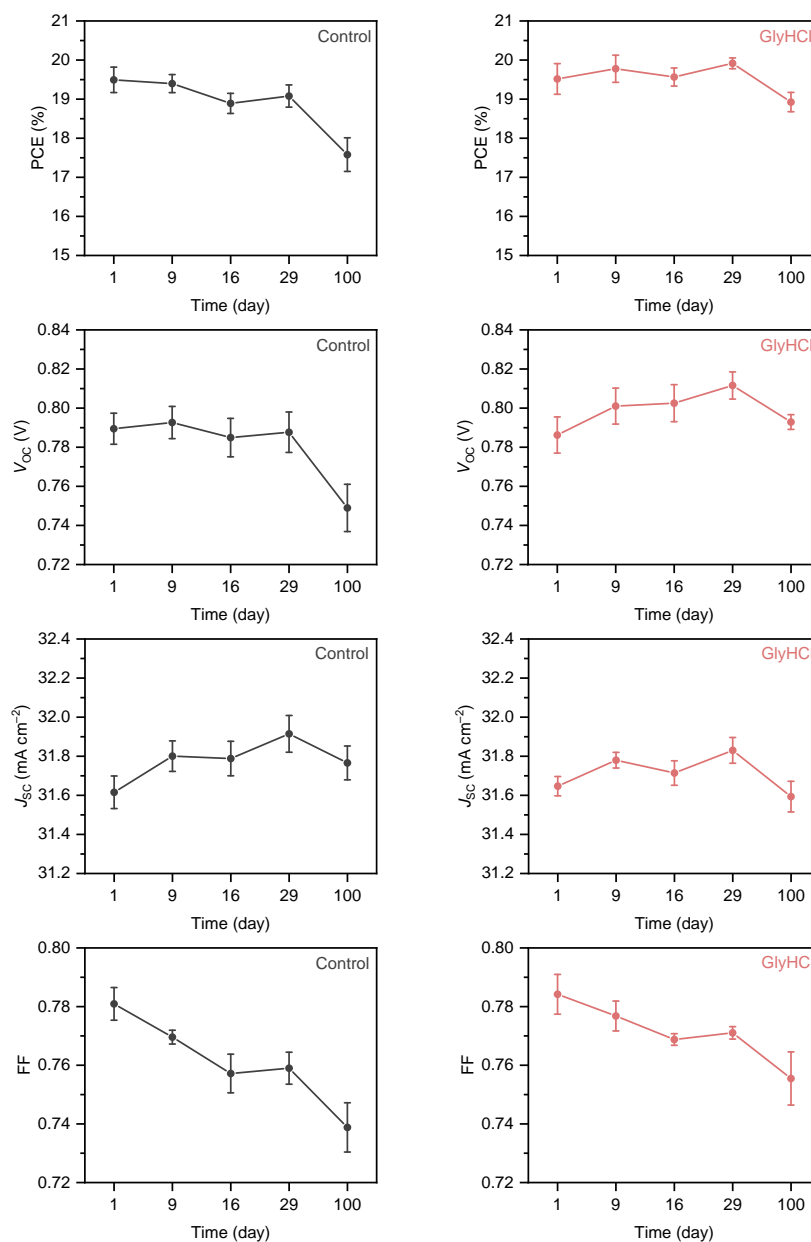 21
20
19
18
17
16
15
PCE (%)
Control
1 9 16 29 100
Time (day)
21
20
19
18
17
16
15
PCE (%)
GlyHCl
1 9 16 29 100
Time (day)
0.84
0.82
0.80
0.78
0.76
0.74
0.72
VOC (V)
Control
1 9 16 29 100
Time (day)
0.84
0.82
0.80
0.78
0.76
0.74
0.72
VOC (V)
GlyHCl
1 9 16 29 100
Time (day)
32.4
32.2
32.0
31.8
31.6
31.4
31.2
JSC (mA cm−2)
Control
1 9 16 29 100
Time (day)
32.4
32.2
32.0
31.8
31.6
31.4
31.2
JSC (mA cm−2)
GlyHCl
1 9 16 29 100
Time (day)
0.80
0.78
0.76
0.74
0.72
FF
Control
1 9 16 29 100
Time (day)
0.80
0.78
0.76
0.74
0.72
FF
GlyHCl
1 9 16 29 100
Time (day)